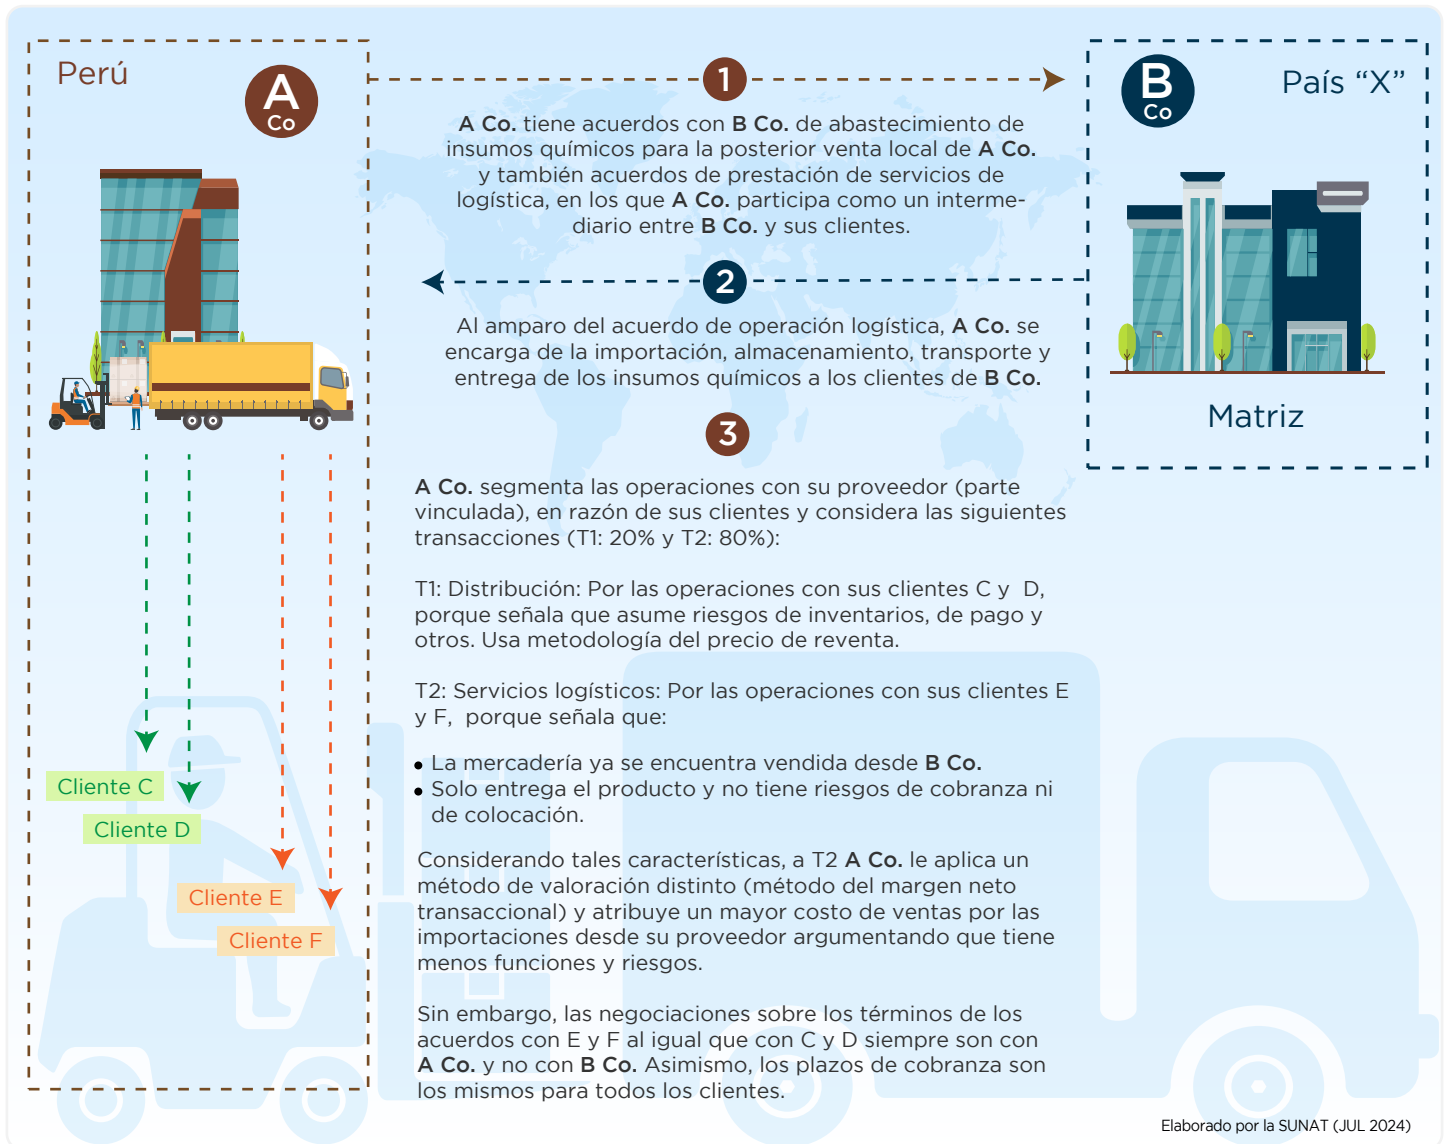 Perú
A
Co
1
B
Co
País “X”
A Co. tiene acuerdos con B Co. de abastecimiento de
insumos químicos para la posterior venta local de A Co.
y también acuerdos de prestación de servicios de
logística, en los que A Co. participa como un interme-
diario entre B Co. y sus clientes.
2
Al amparo del acuerdo de operación logística, A Co. se
encarga de la importación, almacenamiento, transporte y
entrega de los insumos químicos a los clientes de B Co.
Matriz
3
A Co. segmenta las operaciones con su proveedor (parte
vinculada), en razón de sus clientes y considera las siguientes
transacciones (T1: 20% y T2: 80%):
T1: Distribución: Por las operaciones con sus clientes C y D,
porque señala que asume riesgos de inventarios, de pago y
otros. Usa metodología del precio de reventa.
T2: Servicios logísticos: Por las operaciones con sus clientes E
y F, porque señala que:
• La mercadería ya se encuentra vendida desde B Co.
• Solo entrega el producto y no tiene riesgos de cobranza ni
de colocación.
Cliente C
Cliente D
Cliente E
Cliente F
Considerando tales características, a T2 A Co. le aplica un
método de valoración distinto (método del margen neto
transaccional) y atribuye un mayor costo de ventas por las
importaciones desde su proveedor argumentando que tiene
menos funciones y riesgos.
Sin embargo, las negociaciones sobre los términos de los
acuerdos con E y F al igual que con C y D siempre son con
A Co. y no con B Co. Asimismo, los plazos de cobranza son
los mismos para todos los clientes.
Elaborado por la SUNAT (JUL 2024)